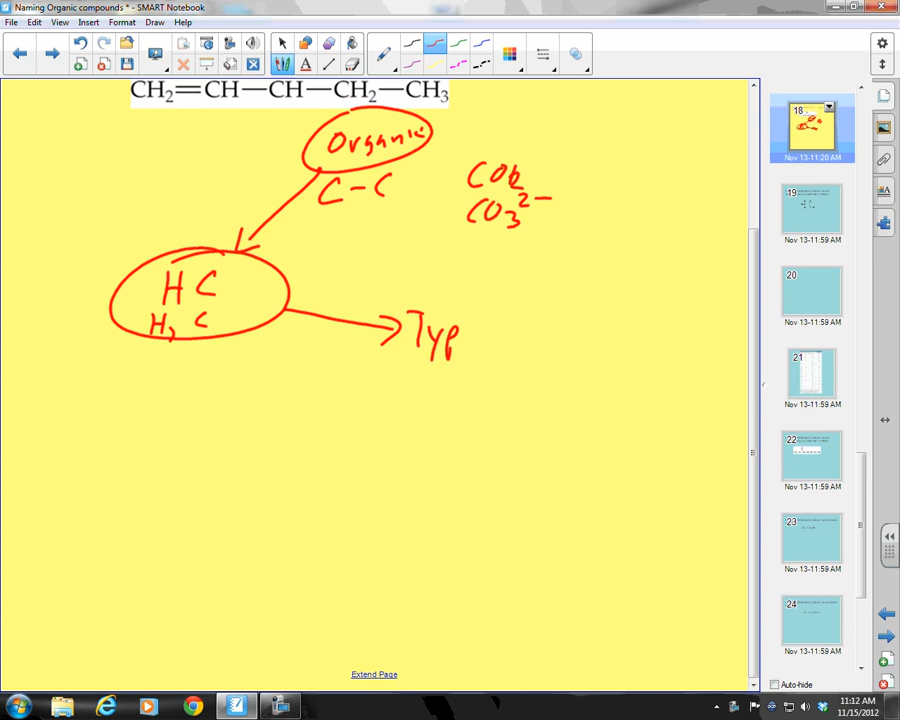 Naming Organic compounds * - SMART Notebook
File Edit View Insert Format Draw Help
CH2=CH—CH—CH2—CH3
Organic
C-C
CO2
CO3 2-
H C
H, C
Typ
Extend Page
18
Nov 13-11:20 AM
19
Nov 13-11:59 AM
20
Nov 13-11:59 AM
21
Nov 13-11:59 AM
22
Nov 13-11:59 AM
23
Nov 13-11:59 AM
24
Nov 13-11:59 AM
Auto-hide
11:12 AM
11/15/2012